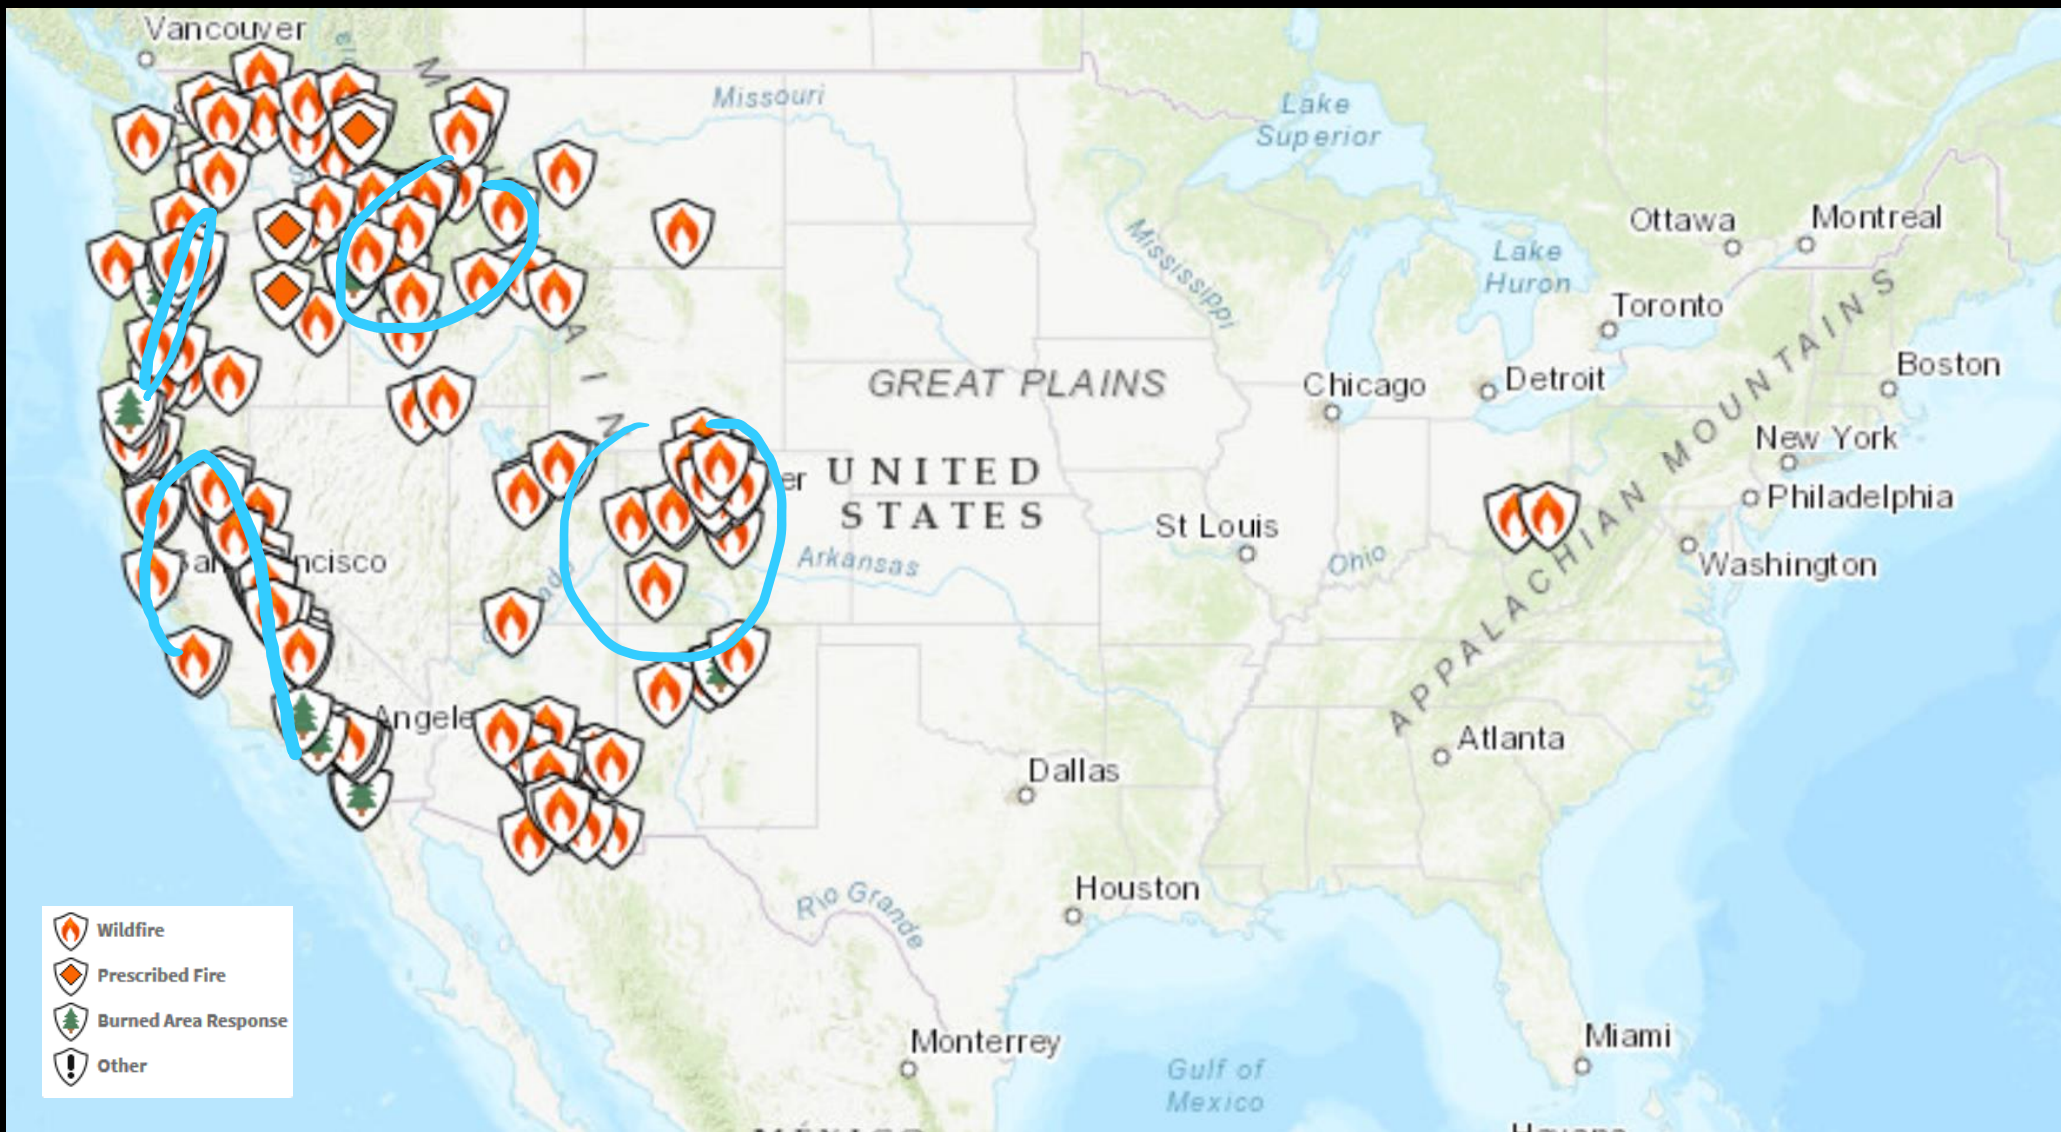 Vancouver
Missouri
Lake
Superior
Ottawa
Montreal
Mississippi
Lake
Huron
Toronto
Boston
GREAT PLAINS
Chicago
Detroit
New York
UNITED
STATES
Philadelphia
St Louis
Ohio
Washington
Arkansas
APPALACHIAN MOUNTAINS
Atlanta
Dallas
Houston
Rio Grande
Monterrey
Miami
Gulf of
Mexico
Wildfire
Prescribed Fire
Burned Area Response
Other